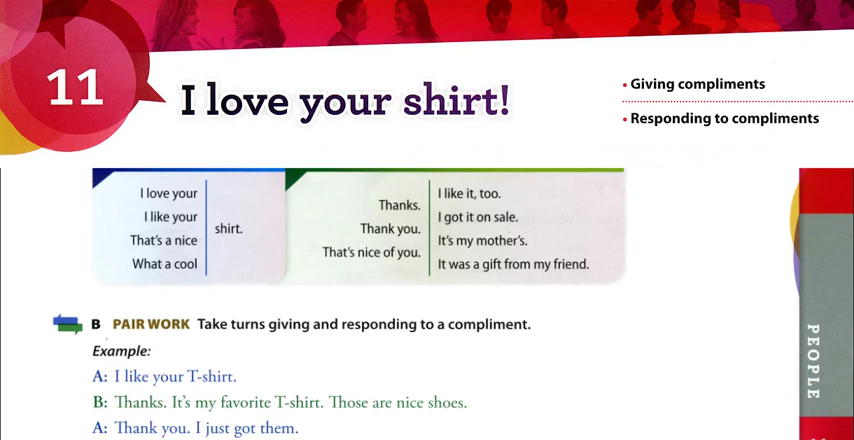 11
I love your shirt!
• Giving compliments
• Responding to compliments
I love your
I like your
That's a nice
What a cool
shirt.
Thanks.
Thank you.
That's nice of you.
I like it, too.
I got it on sale.
It's my mother's.
It was a gift from my friend.
B PAIR WORK Take turns giving and responding to a compliment.
Example:
A: I like your T-shirt.
B: Thanks. It's my favorite T-shirt. Those are nice shoes.
A: Thank you. I just got them.
PEOPLE